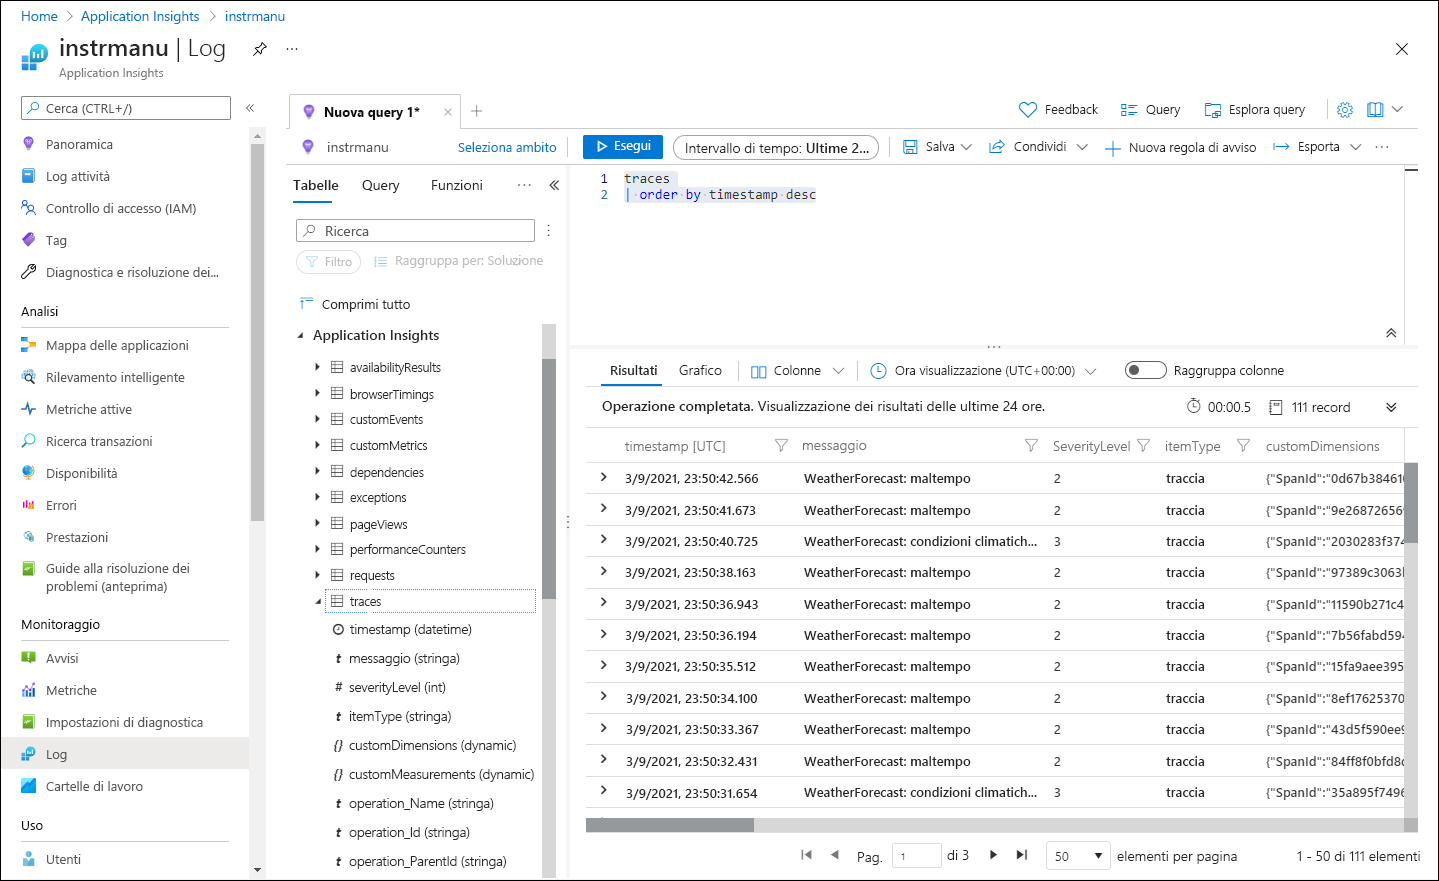 Home > Application Insights > instrmanu
instrmanu | Log
Application Insights
Cerca (CTRL+/)
Panoramica
Log attività
Controllo di accesso (IAM)
Tag
Diagnostica e risoluzione dei...
Analisi
Mappa delle applicazioni
Rilevamento intelligente
Metriche attive
Ricerca transazioni
Disponibilità
Errori
Prestazioni
Guide alla risoluzione dei
problemi (anteprima)
Monitoraggio
Avvisi
Metriche
Impostazioni di diagnostica
Log
Cartelle di lavoro
Uso
Utenti
Nuova query 1*
Feedback
Query
Esplora query
instrmanu
Seleziona ambito
Esegui
Intervallo di tempo: Ultime 2...
Salva
Condividi
Nuova regola di avviso
Esporta
Tabelle
Query
Funzioni
Ricerca
Filtro
Raggruppa per: Soluzione
Comprimi tutto
Application Insights
availabilityResults
browserTimings
customEvents
customMetrics
dependencies
exceptions
pageViews
performanceCounters
requests
traces
timestamp (datetime)
t messaggio (stringa)
# severityLevel (int)
t itemType (stringa)
{} customDimensions (dynamic)
{} customMeasurements (dynamic)
t operation_Name (stringa)
t operation_Id (stringa)
t operation_ParentId (stringa)
1 traces
2 | order by timestamp desc
Risultati
Grafico
Colonne
Ora visualizzazione (UTC+00:00)
Raggruppa colonne
Operazione completata. Visualizzazione dei risultati delle ultime 24 ore.
00:00.5
111 record
timestamp [UTC] messaggio SeverityLevel itemType customDimensions
3/9/2021, 23:50:42.566 WeatherForecast: maltempo 2 traccia {"SpanId":"0d67b38461
3/9/2021, 23:50:41.673 WeatherForecast: maltempo 2 traccia {"SpanId":"9e26872656
3/9/2021, 23:50:40.725 WeatherForecast: condizioni climatich... 3 traccia {"SpanId":"2030283f374
3/9/2021, 23:50:38.163 WeatherForecast: maltempo 2 traccia {"SpanId":"97389c3063
3/9/2021, 23:50:36.943 WeatherForecast: maltempo 2 traccia {"SpanId":"11590b271c4
3/9/2021, 23:50:36.194 WeatherForecast: maltempo 2 traccia {"SpanId":"7b56fabd594
3/9/2021, 23:50:35.512 WeatherForecast: maltempo 2 traccia {"SpanId":"15fa9aee395
3/9/2021, 23:50:34.100 WeatherForecast: maltempo 2 traccia {"SpanId":"8ef17625370
3/9/2021, 23:50:33.367 WeatherForecast: maltempo 2 traccia {"SpanId":"43d5f590ee9
3/9/2021, 23:50:32.431 WeatherForecast: maltempo 2 traccia {"SpanId":"84ff8f0bfd8
3/9/2021, 23:50:31.654 WeatherForecast: condizioni climatich... 3 traccia {"SpanId":"35a895f7496
Pag. 1 di 3
50 elementi per pagina
1 - 50 di 111 elementi